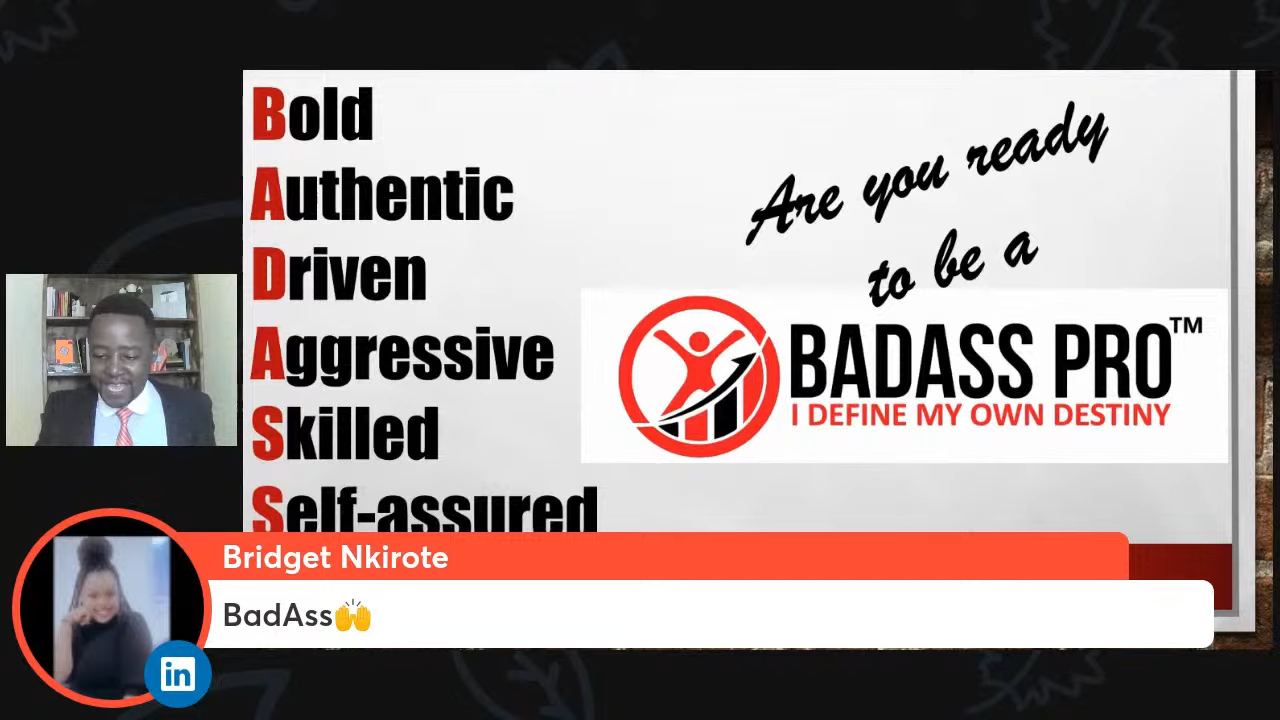 Bold
Authentic
Driven
Aggressive
Skilled
Self-assured
Are you ready
to be a
BADASS PRO™
I DEFINE MY OWN DESTINY
Bridget Nkirote
BadAss🙌
in